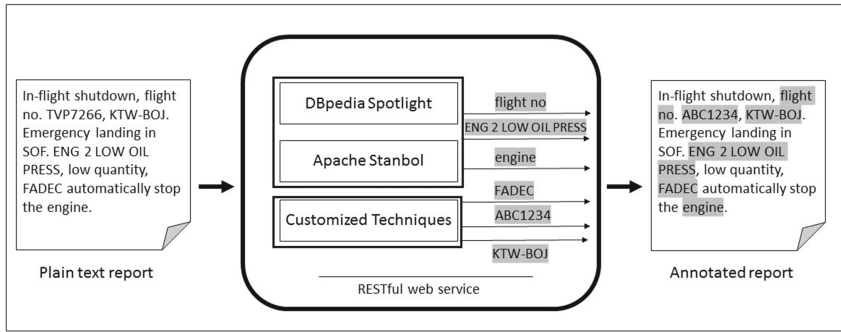 In-flight shutdown, flight
no. TVP7266, KTW-BOJ.
Emergency landing in
SOF. ENG 2 LOW OIL
PRESS, low quantity,
FADEC automatically stop
the engine.
Plain text report
DBpedia Spotlight
Apache Stanbol
Customized Techniques
flight no
ENG 2 LOW OIL PRESS
engine
FADEC
ABC1234
KTW-BOJ
RESTful web service
In-flight shutdown, flight
no. ABC1234, KTW-BOJ.
Emergency landing in
SOF. ENG 2 LOW OIL
PRESS, low quantity,
FADEC automatically stop
the engine.
Annotated report